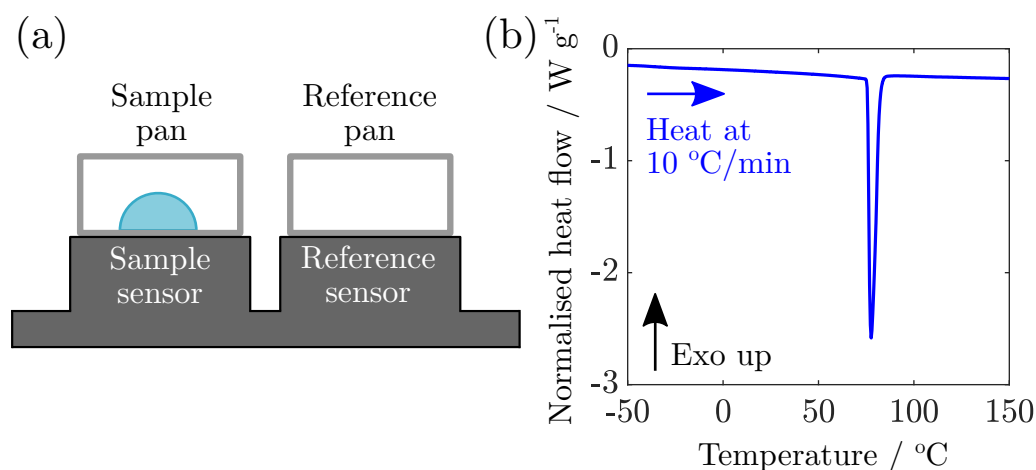 (a)
Sample
pan
Reference
pan
Sample
sensor
Reference
sensor
(b)
Normalised heat flow / W g⁻¹
0
-1
-2
-3
Heat at
10 °C/min
Exo up
-50
0
50
100
150
Temperature / °C